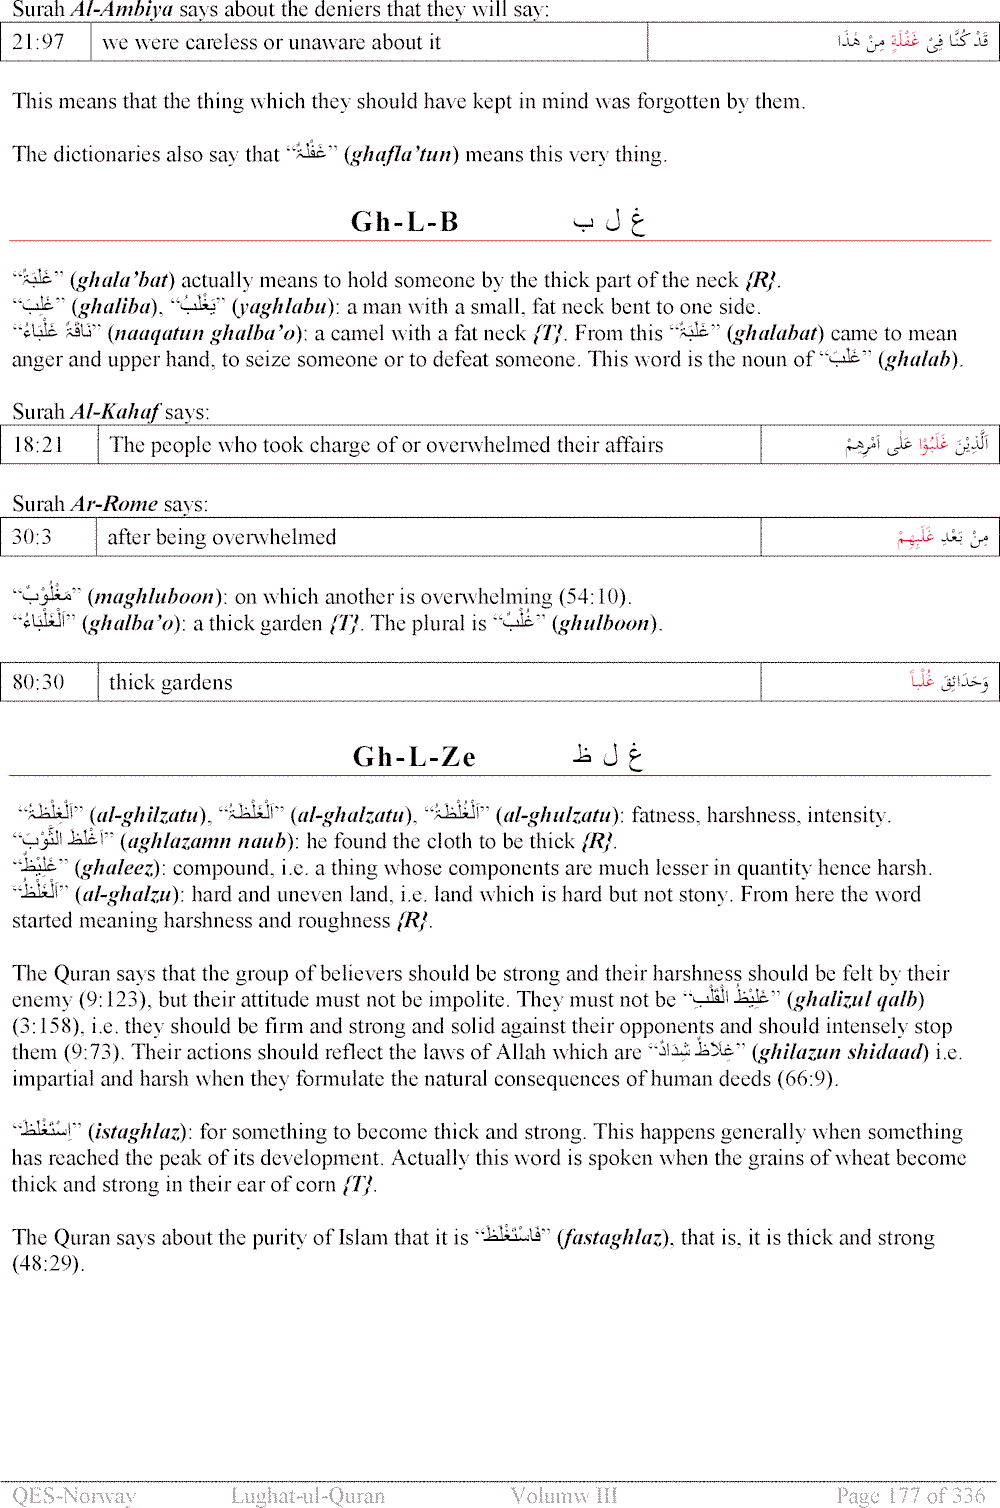 Surah Al-Ambiya says about the deniers that they will say:
21:97 we were careless or unaware about it قَدْ كُنَّا فِىْ غَفْلَةٍ مِنْ هٰذَا
This means that the thing which they should have kept in mind was forgotten by them.
The dictionaries also say that “غَفْلَۃٌ” (ghafla’tun) means this very thing.
Gh-L-B غ ل ب
“غَلَبَۃٌ” (ghala’bat) actually means to hold someone by the thick part of the neck {R}.
“غَلِبَ” (ghaliba), “یَغْلَبُ” (yaghlabu): a man with a small, fat neck bent to one side.
“نَاقَۃٌ غَلْبَاءُ” (naaqatun ghalba’o): a camel with a fat neck {T}. From this “غَلَبَۃٌ” (ghalabat) came to mean
anger and upper hand, to seize someone or to defeat someone. This word is the noun of “غَلَبَ” (ghalab).
Surah Al-Kahaf says:
18:21 The people who took charge of or overwhelmed their affairs اَلَّذِيْنَ غَلَبُوْا عَلٰى اَمْرِهِمْ
Surah Ar-Rome says:
30:3 after being overwhelmed مِنْ بَعْدِ غَلَبِهِمْ
“مَغْلُوْبٌ” (maghluboon): on which another is overwhelming (54:10).
“اَلْغَلْبَاءُ” (ghalba’o): a thick garden {T}. The plural is “غُلْبٌ” (ghulboon).
80:30 thick gardens وَحَدَائِقَ غُلْباً
Gh-L-Ze غ ل ظ
“اَلْغِلْظَۃُ” (al-ghilzatu), “اَلْغَلْظَۃُ” (al-ghalzatu), “اَلْغُلْظَۃُ” (al-ghulzatu): fatness, harshness, intensity.
“اَغْلَظَ الثَّوْبَ” (aghlazamn naub): he found the cloth to be thick {R}.
“غَلِیْظٌ” (ghaleez): compound, i.e. a thing whose components are much lesser in quantity hence harsh.
“اَلْغَلْظُ” (al-ghalzu): hard and uneven land, i.e. land which is hard but not stony. From here the word
started meaning harshness and roughness {R}.
The Quran says that the group of believers should be strong and their harshness should be felt by their
enemy (9:123), but their attitude must not be impolite. They must not be “غَلِیْظُ الْقَلْبِ” (ghalizul qalb)
(3:158), i.e. they should be firm and strong and solid against their opponents and should intensely stop
them (9:73). Their actions should reflect the laws of Allah which are “غِلَاظٌ شِدَادٌ” (ghilazun shidaad) i.e.
impartial and harsh when they formulate the natural consequences of human deeds (66:9).
“اِسْتَغْلَظَ” (istaghlaz): for something to become thick and strong. This happens generally when something
has reached the peak of its development. Actually this word is spoken when the grains of wheat become
thick and strong in their ear of corn {T}.
The Quran says about the purity of Islam that it is “فَاسْتَغْلَظَ” (fastaghlaz), that is, it is thick and strong
(48:29).
QES-Norway Lughat-ul-Quran Volumw III Page 177 of 336